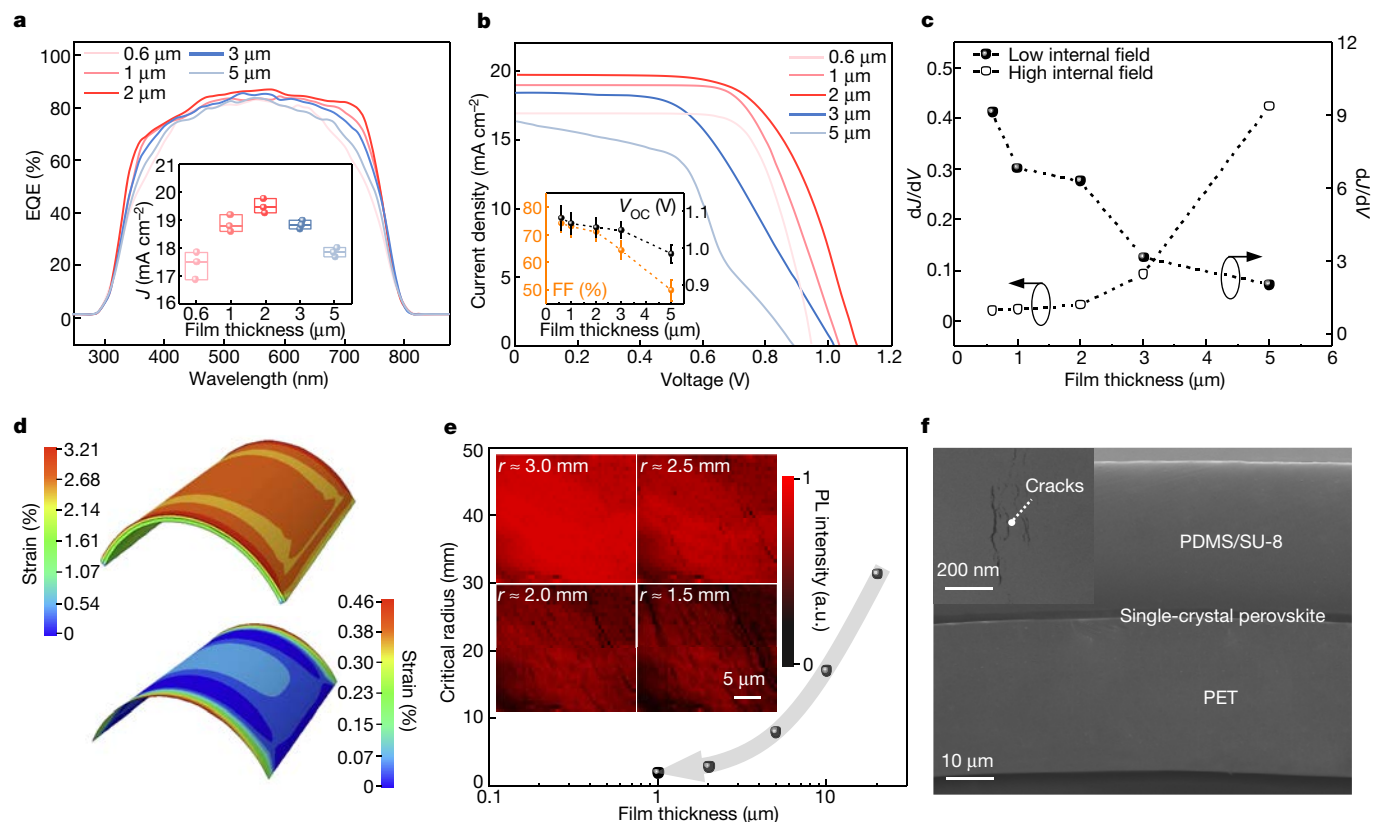 a
EQE (%)
100
80
60
40
20
0
0.6 μm
1 μm
2 μm
3 μm
5 μm
J (mA cm⁻²)
21
20
19
18
17
16
0.6 1 2 3 5
Film thickness (μm)
300 400 500 600 700 800
Wavelength (nm)
b
Current density (mA cm⁻²)
20
15
10
5
0
0.6 μm
1 μm
2 μm
3 μm
5 μm
80
70
60
50
V_OC (V)
1.1
1.0
0.9
FF (%)
0 1 2 3 4 5
Film thickness (μm)
0 0.2 0.4 0.6 0.8 1.0 1.2
Voltage (V)
c
dJ/dV
0.5
0.4
0.3
0.2
0.1
0
Low internal field
High internal field
12
9
6
3
0
dJ/dV
0 1 2 3 4 5 6
Film thickness (μm)
d
Strain (%)
3.21
2.68
2.14
1.61
1.07
0.54
0
0.46
0.38
0.30
0.23
0.15
0.07
0
Strain (%)
e
Critical radius (mm)
50
40
30
20
10
0
r ≈ 3.0 mm
r ≈ 2.5 mm
r ≈ 2.0 mm
r ≈ 1.5 mm
5 μm
1
0
PL intensity (a.u.)
0.1 1 10
Film thickness (μm)
f
Cracks
200 nm
PDMS/SU-8
Single-crystal perovskite
PET
10 μm